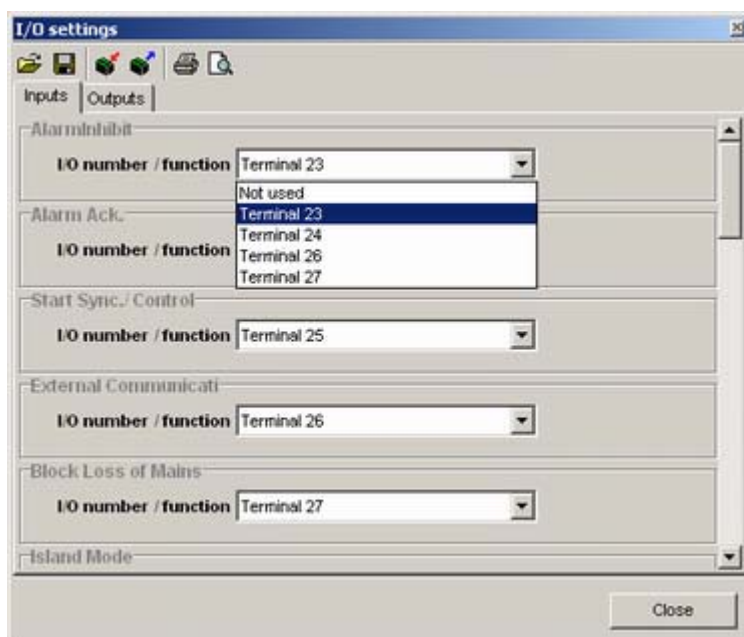 I/O settings
Inputs Outputs
AlarmInhibit
I/O number / function Terminal 23
Not used
Terminal 23
Alarm Ack.
Terminal 24
I/O number / function Terminal 26
Terminal 27
Start Sync./ Control
I/O number / function Terminal 25
External Communicati
I/O number / function Terminal 26
Block Loss of Mains
I/O number / function Terminal 27
Island Mode
Close